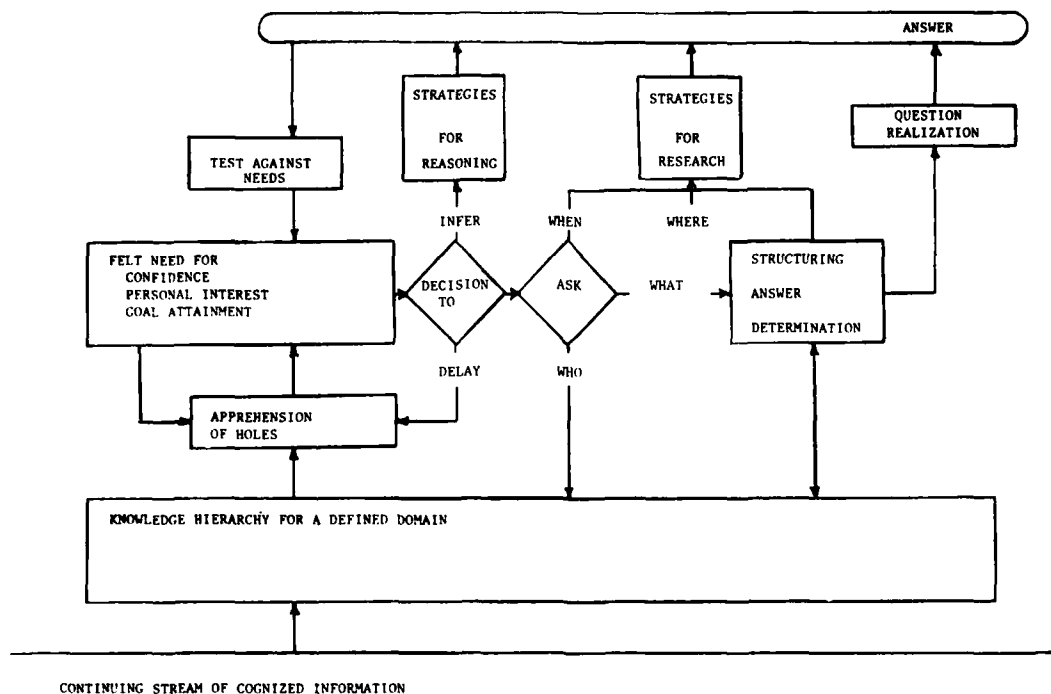 ANSWER
STRATEGIES
FOR
REASONING
STRATEGIES
FOR
RESEARCH
QUESTION
REALIZATION
TEST AGAINST
NEEDS
INFER
WHEN
WHERE
FELT NEED FOR
CONFIDENCE
PERSONAL INTEREST
GOAL ATTAINMENT
DECISION
TO
ASK
WHAT
STRUCTURING
ANSWER
DETERMINATION
DELAY
WHO
APPREHENSION
OF HOLES
KNOWLEDGE HIERARCHY FOR A DEFINED DOMAIN
CONTINUING STREAM OF COGNIZED INFORMATION